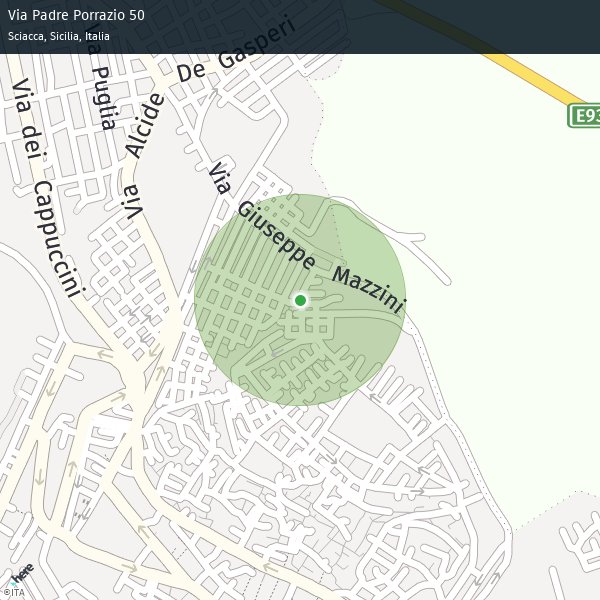 Via Padre Porrazio 50
Sciacca, Sicilia, Italia
Via Puglia
Via Alcide De Gasperi
Via dei Cappuccini
Via Giuseppe Mazzini
E93
here
©ITA